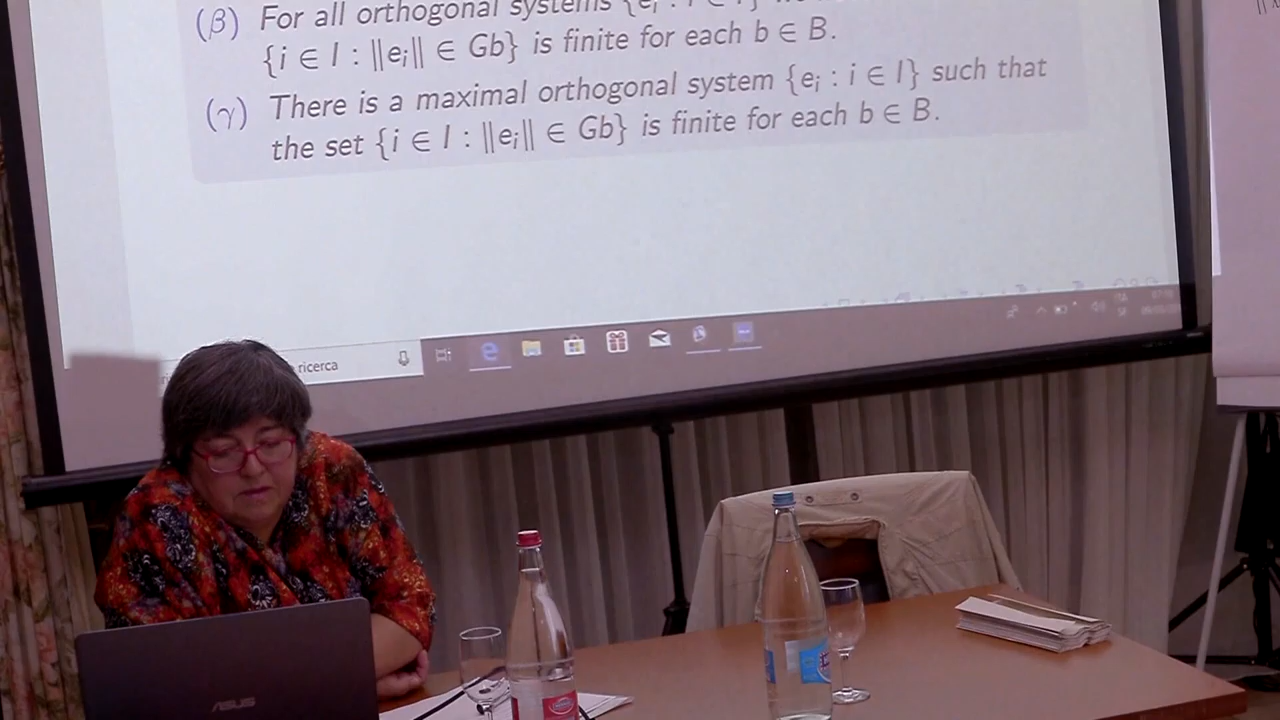 (β) For all orthogonal systems {eᵢ : i ∈ I}
{i ∈ I : ‖eᵢ‖ ∈ Gb} is finite for each b ∈ B.
(γ) There is a maximal orthogonal system {eᵢ : i ∈ I} such that
the set {i ∈ I : ‖eᵢ‖ ∈ Gb} is finite for each b ∈ B.
ricerca
ASUS